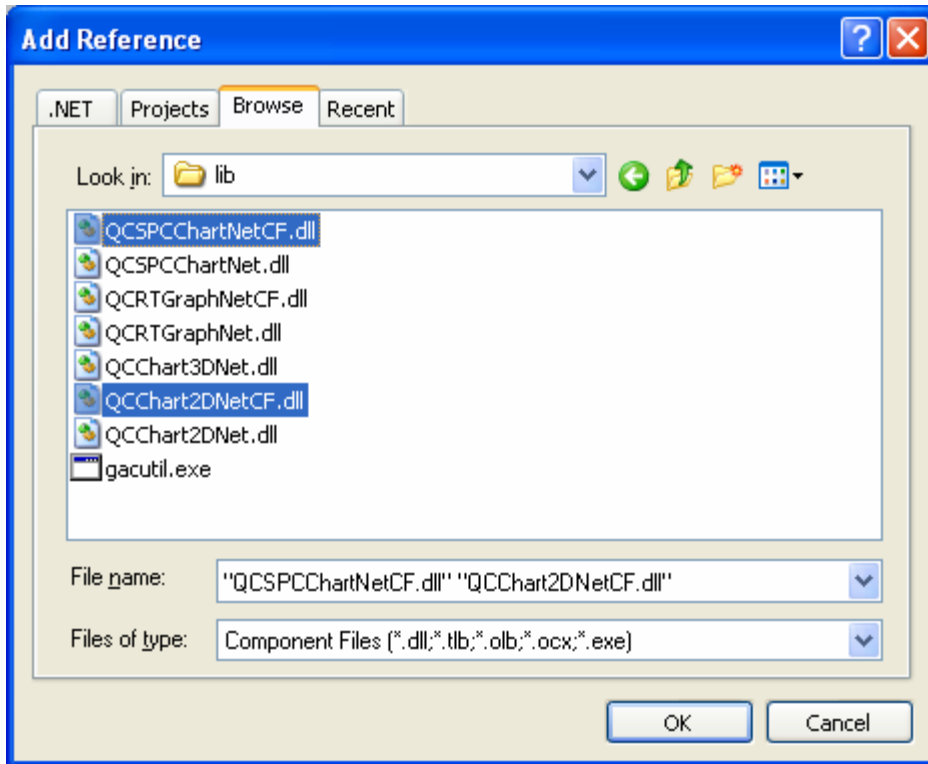 Add Reference
.NET Projects Browse Recent
Look in: lib
QCSPCChartNetCF.dll
QCSPCChartNet.dll
QCRTGraphNetCF.dll
QCRTGraphNet.dll
QCChart3DNet.dll
QCChart2DNetCF.dll
QCChart2DNet.dll
gacutil.exe
File name: "QCSPCChartNetCF.dll" "QCChart2DNetCF.dll"
Files of type: Component Files (*.dll;*.tlb;*.olb;*.ocx;*.exe)
OK Cancel